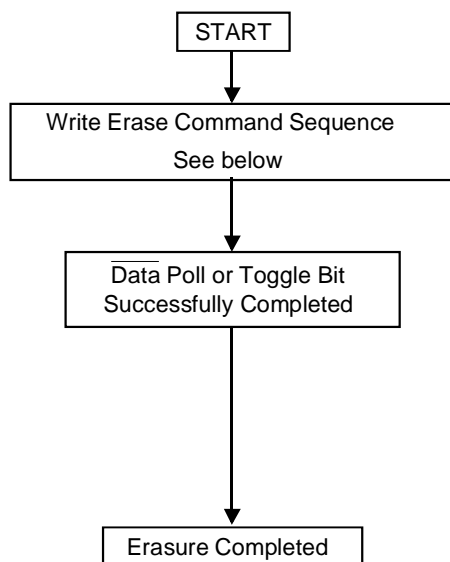 START
Write Erase Command Sequence
See below
Data Poll or Toggle Bit
Successfully Completed
Erasure Completed